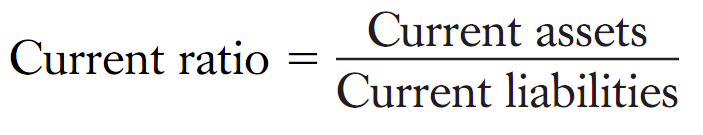 Current ratio = Current assets
Current liabilities